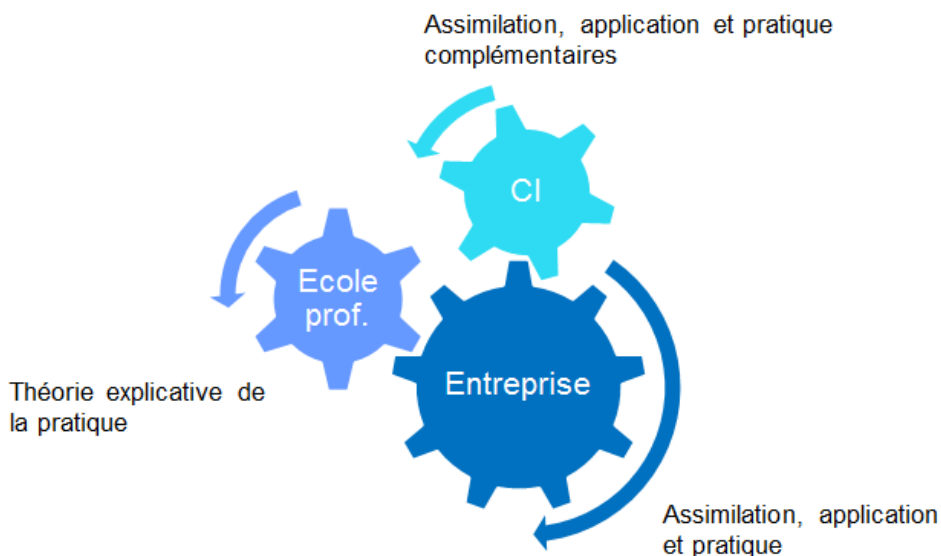 Assimilation, application et pratique
complémentaires
CI
Ecole
prof.
Entreprise
Théorie explicative de
la pratique
Assimilation, application
et pratique